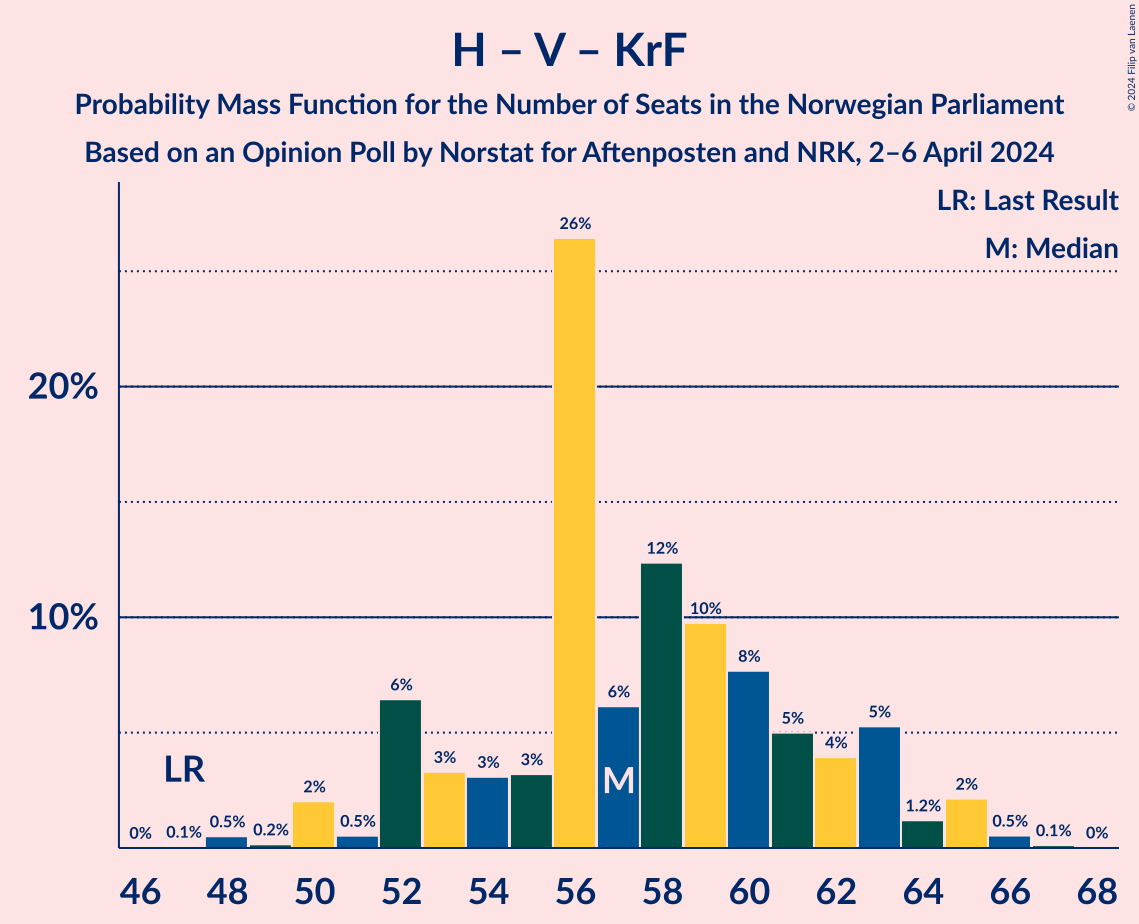 H – V – KrF
Probability Mass Function for the Number of Seats in the Norwegian Parliament
Based on an Opinion Poll by Norstat for Aftenposten and NRK, 2–6 April 2024
© 2024 Filip van Laenen
LR: Last Result
M: Median
20%
10%
0%
0.1%
0.5%
0.2%
2%
0.5%
6%
3%
3%
3%
26%
6%
12%
10%
8%
5%
4%
5%
1.2%
2%
0.5%
0.1%
0%
LR
M
46 48 50 52 54 56 58 60 62 64 66 68